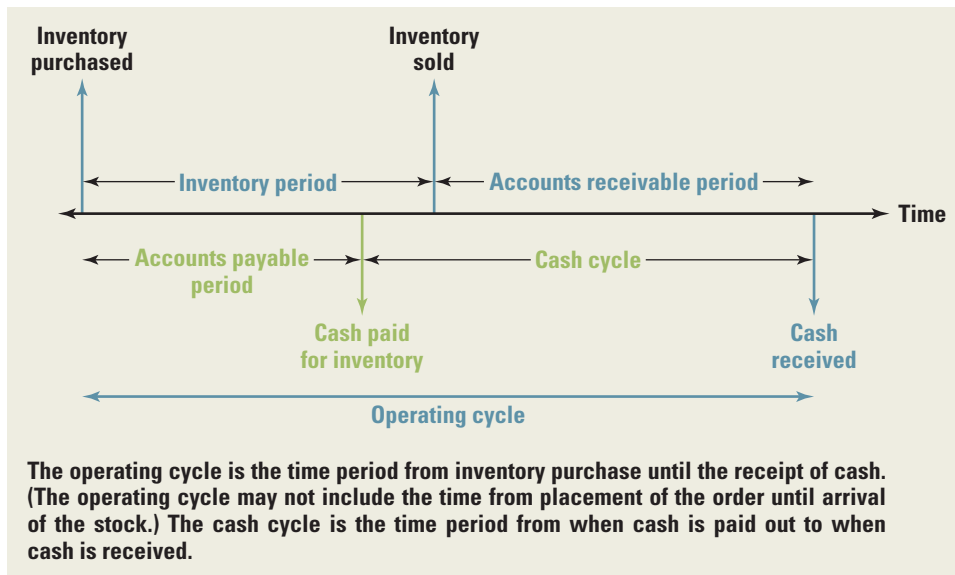 Inventory
purchased
Inventory
sold
Inventory period
Accounts receivable period
Time
Accounts payable
period
Cash cycle
Cash paid
for inventory
Cash
received
Operating cycle
The operating cycle is the time period from inventory purchase until the receipt of cash.
(The operating cycle may not include the time from placement of the order until arrival
of the stock.) The cash cycle is the time period from when cash is paid out to when
cash is received.